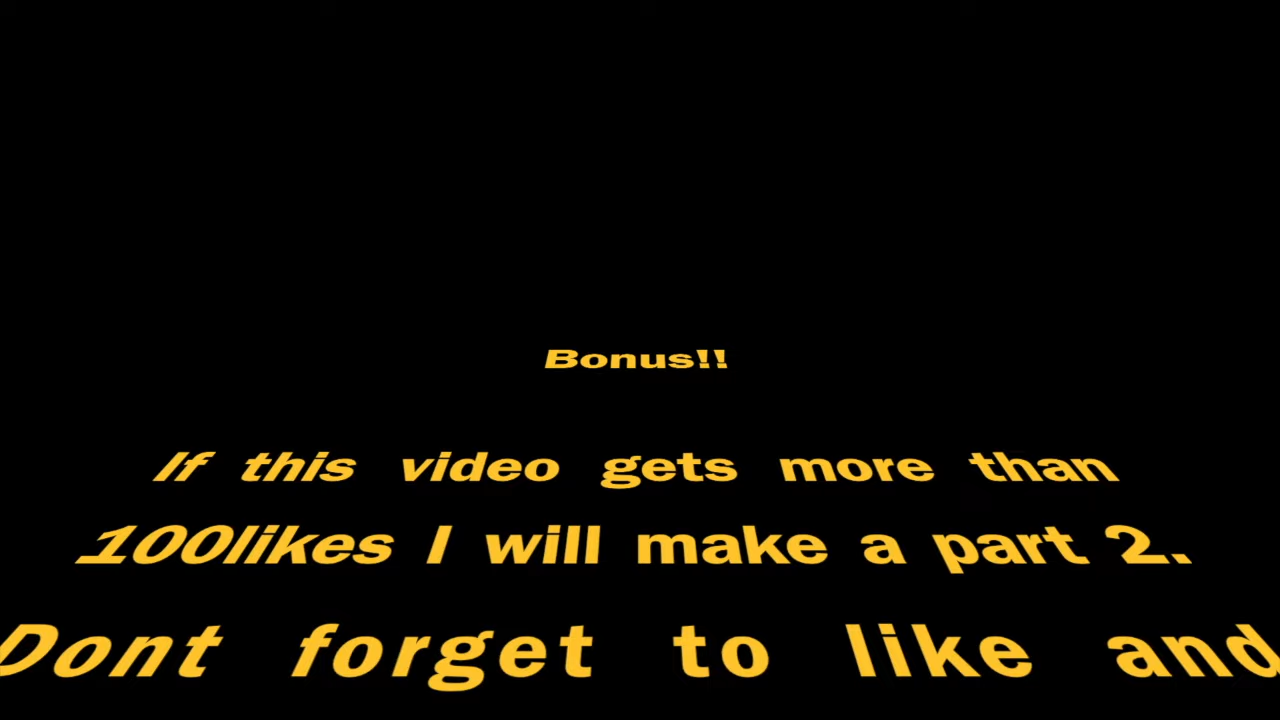 Bonus!!
If this video gets more than
100likes I will make a part 2.
Dont forget to like and